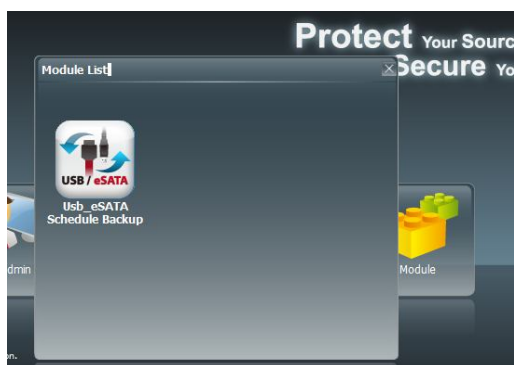 Protect Your Sourc
Secure Yo
Module List
USB / eSATA
Usb_eSATA
Schedule Backup
dmin
Module
on.